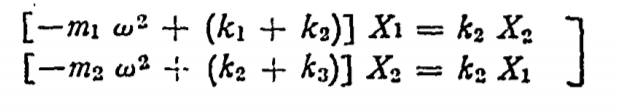 [—m₁ ω² + (k₁ + k₂)] X₁ = k₂ X₂
[—m₂ ω² + (k₂ + k₃)] X₂ = k₂ X₁ ]